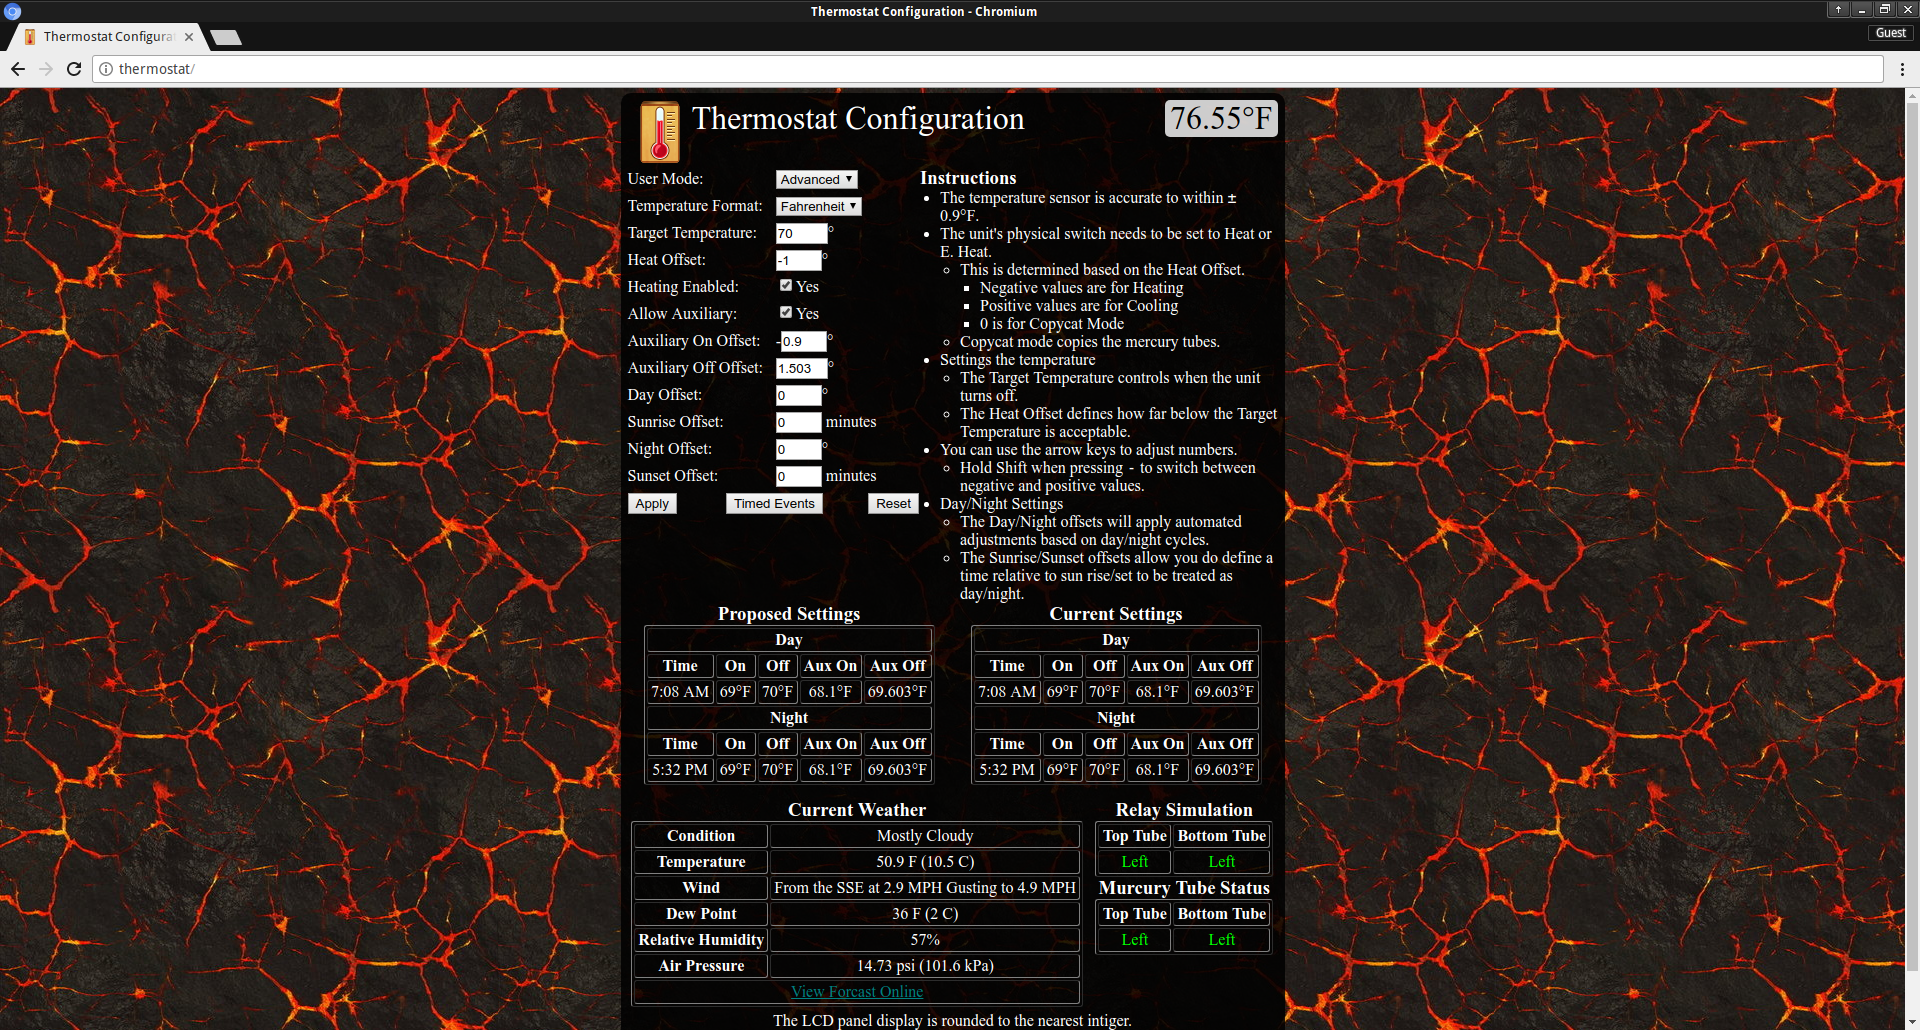 Thermostat Configuration - Chromium
Thermostat Configura
Guest
thermostat/
Thermostat Configuration
76.55°F
User Mode: Advanced
Temperature Format: Fahrenheit
Target Temperature: 70 °
Heat Offset: -1 °
Heating Enabled: Yes
Allow Auxiliary: Yes
Auxiliary On Offset: -0.9 °
Auxiliary Off Offset: 1.503 °
Day Offset: 0 °
Sunrise Offset: 0 minutes
Night Offset: 0 °
Sunset Offset: 0 minutes
Apply Timed Events Reset
Instructions
• The temperature sensor is accurate to within ±
0.9°F.
• The unit's physical switch needs to be set to Heat or
E. Heat.
◦ This is determined based on the Heat Offset.
▪ Negative values are for Heating
▪ Positive values are for Cooling
▪ 0 is for Copycat Mode
◦ Copycat mode copies the mercury tubes.
• Settings the temperature
◦ The Target Temperature controls when the unit
turns off.
◦ The Heat Offset defines how far below the Target
Temperature is acceptable.
• You can use the arrow keys to adjust numbers.
◦ Hold Shift when pressing - to switch between
negative and positive values.
• Day/Night Settings
◦ The Day/Night offsets will apply automated
adjustments based on day/night cycles.
◦ The Sunrise/Sunset offsets allow you do define a
time relative to sun rise/set to be treated as
day/night.
Proposed Settings
Day
Time On Off Aux On Aux Off
7:08 AM 69°F 70°F 68.1°F 69.603°F
Night
Time On Off Aux On Aux Off
5:32 PM 69°F 70°F 68.1°F 69.603°F
Current Settings
Day
Time On Off Aux On Aux Off
7:08 AM 69°F 70°F 68.1°F 69.603°F
Night
Time On Off Aux On Aux Off
5:32 PM 69°F 70°F 68.1°F 69.603°F
Current Weather
Condition Mostly Cloudy
Temperature 50.9 F (10.5 C)
Wind From the SSE at 2.9 MPH Gusting to 4.9 MPH
Dew Point 36 F (2 C)
Relative Humidity 57%
Air Pressure 14.73 psi (101.6 kPa)
View Forcast Online
Relay Simulation
Top Tube Bottom Tube
Left Left
Murcury Tube Status
Top Tube Bottom Tube
Left Left
The LCD panel display is rounded to the nearest intiger.